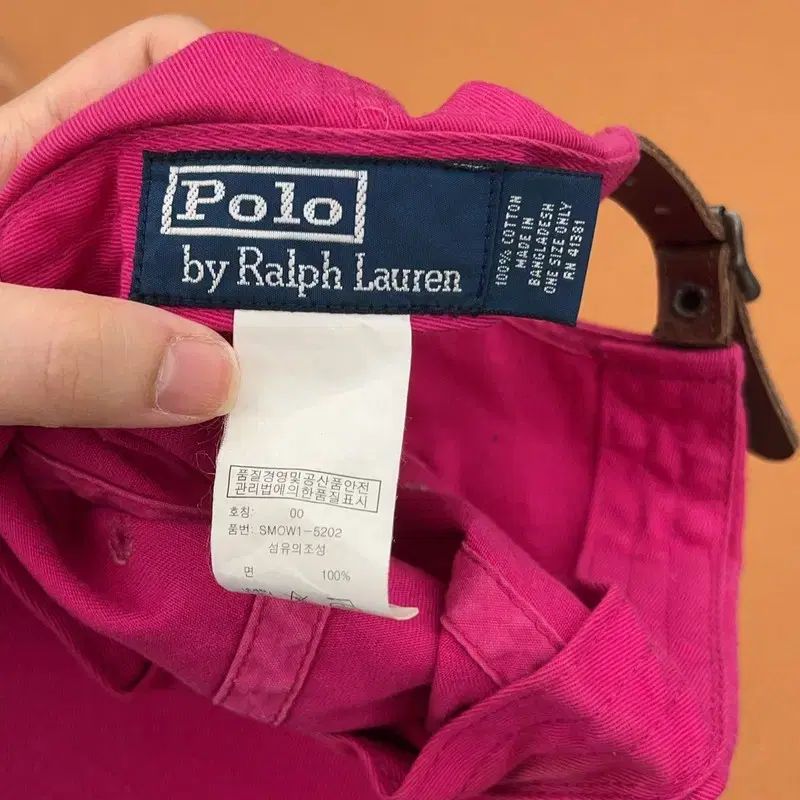 Polo
by Ralph Lauren
100% COTTON
MADE IN
BANGLADESH
ONE SIZE ONLY
RN 41381
품질경영및공산품안전
관리법에의한품질표시
호칭: 00
품번: SMOW1-5202
섬유의조성
면 100%